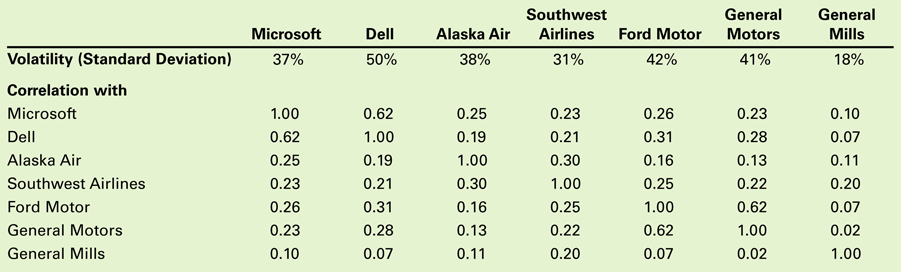 Southwest General General
Microsoft Dell Alaska Air Airlines Ford Motor Motors Mills
Volatility (Standard Deviation) 37% 50% 38% 31% 42% 41% 18%
Correlation with
Microsoft 1.00 0.62 0.25 0.23 0.26 0.23 0.10
Dell 0.62 1.00 0.19 0.21 0.31 0.28 0.07
Alaska Air 0.25 0.19 1.00 0.30 0.16 0.13 0.11
Southwest Airlines 0.23 0.21 0.30 1.00 0.25 0.22 0.20
Ford Motor 0.26 0.31 0.16 0.25 1.00 0.62 0.07
General Motors 0.23 0.28 0.13 0.22 0.62 1.00 0.02
General Mills 0.10 0.07 0.11 0.20 0.07 0.02 1.00